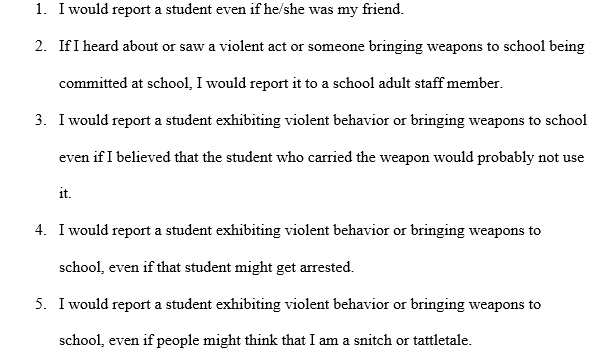 1. I would report a student even if he/she was my friend.
2. If I heard about or saw a violent act or someone bringing weapons to school being
committed at school, I would report it to a school adult staff member.
3. I would report a student exhibiting violent behavior or bringing weapons to school
even if I believed that the student who carried the weapon would probably not use
it.
4. I would report a student exhibiting violent behavior or bringing weapons to
school, even if that student might get arrested.
5. I would report a student exhibiting violent behavior or bringing weapons to
school, even if people might think that I am a snitch or tattletale.